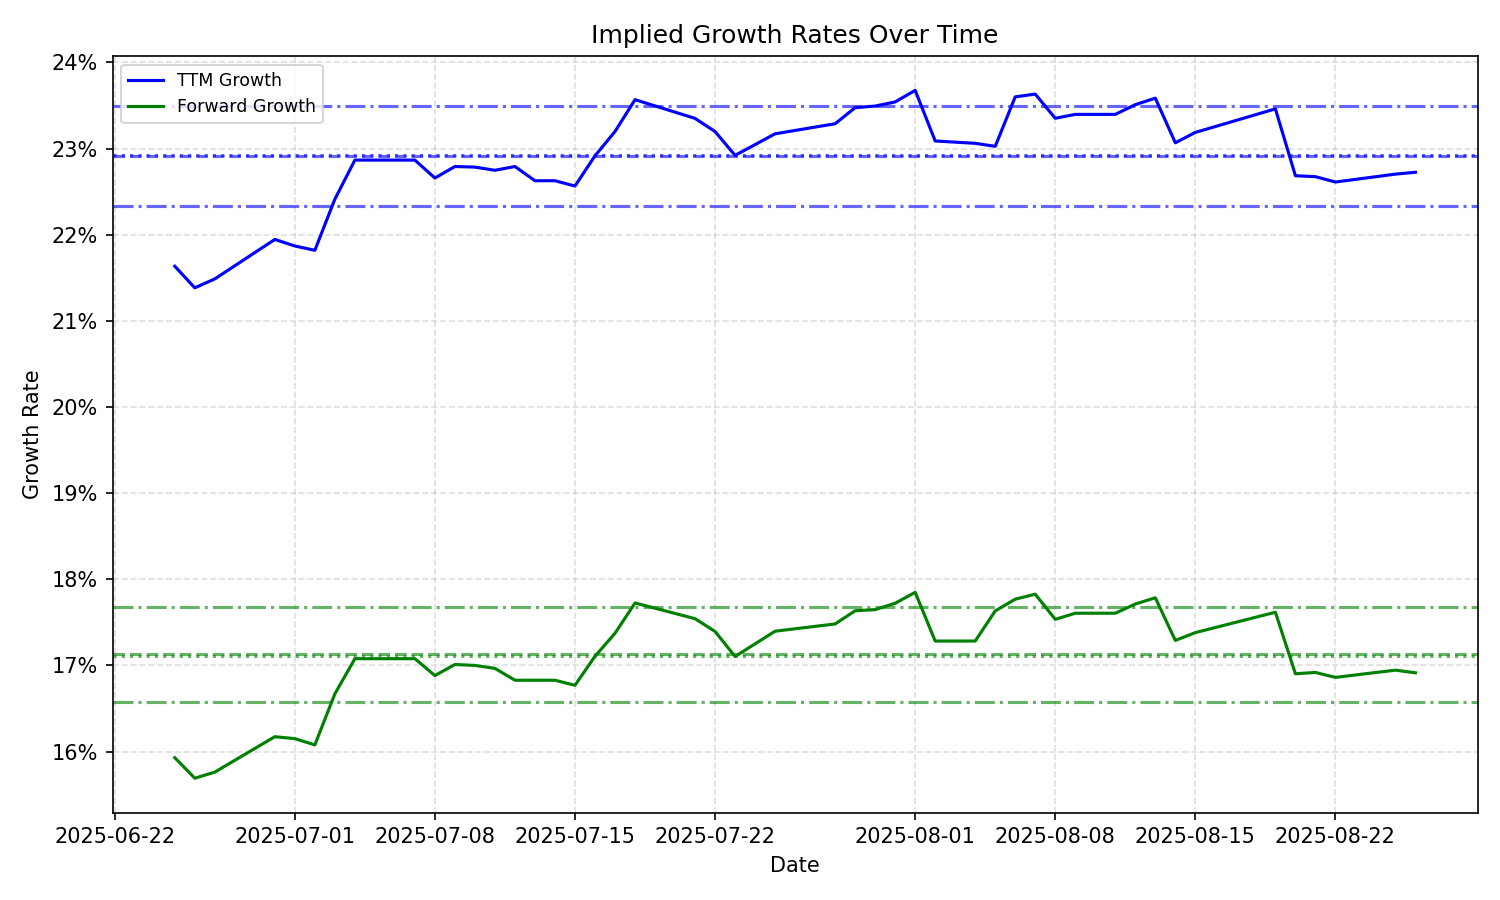 Implied Growth Rates Over Time
TTM Growth
Forward Growth
Growth Rate
24%
23%
22%
21%
20%
19%
18%
17%
16%
2025-06-22 2025-07-01 2025-07-08 2025-07-15 2025-07-22 2025-08-01 2025-08-08 2025-08-15 2025-08-22
Date